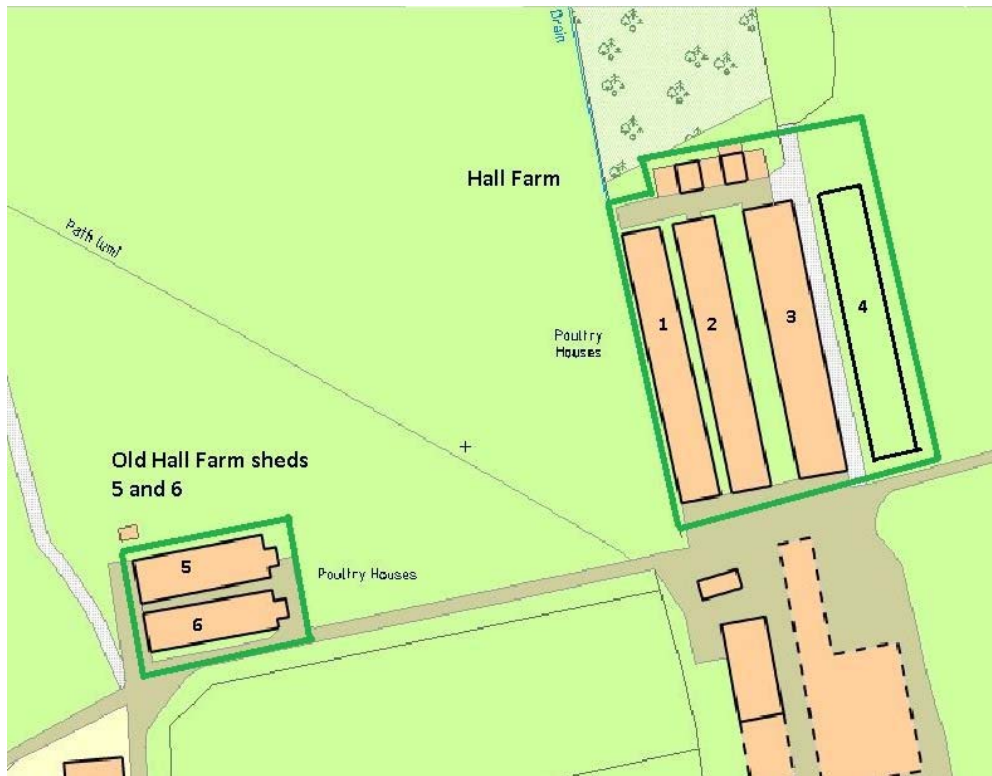 Drain
Hall Farm
Path (um)
1
2
3
4
Poultry
Houses
Old Hall Farm sheds
5 and 6
5
Poultry Houses
6